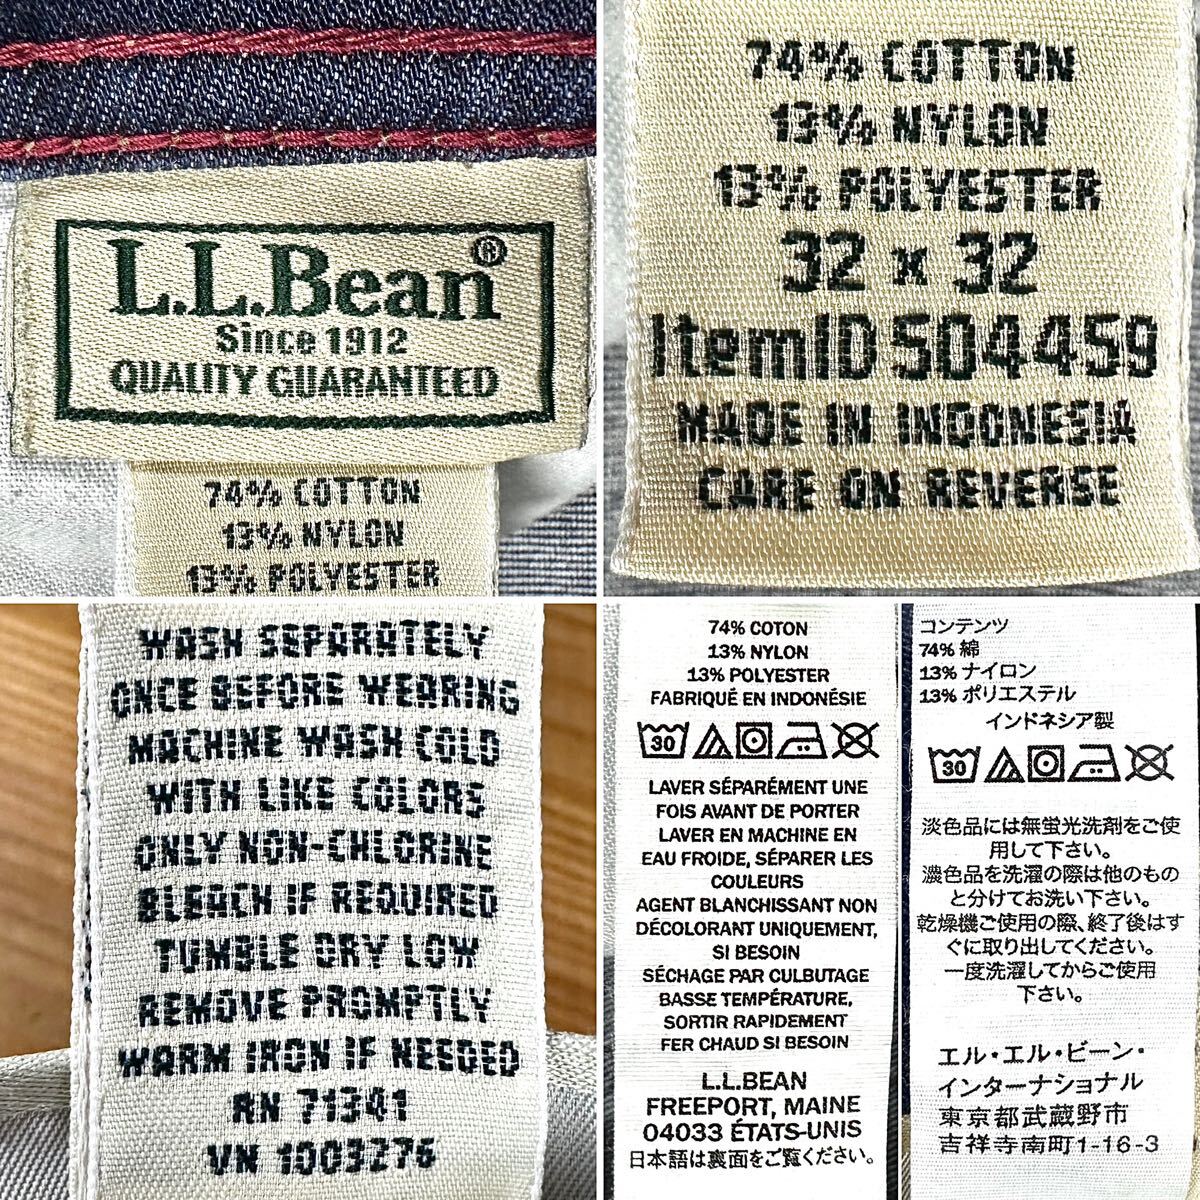 L.L.Bean®
Since 1912
QUALITY GUARANTEED
74% COTTON
13% NYLON
13% POLYESTER
74% COTTON
13% NYLON
13% POLYESTER
32 x 32
ItemID 504459
MADE IN INDONESIA
CARE ON REVERSE
WASH SEPARATELY
ONCE BEFORE WEARING
MACHINE WASH COLD
WITH LIKE COLORS
ONLY NON-CHLORINE
BLEACH IF REQUIRED
TUMBLE DRY LOW
REMOVE PROMPTLY
WARM IRON IF NEEDED
RN 71341
VN 1003276
74% COTON
13% NYLON
13% POLYESTER
FABRIQUÉ EN INDONÉSIE
30
LAVER SÉPARÉMENT UNE
FOIS AVANT DE PORTER
LAVER EN MACHINE EN
EAU FROIDE, SÉPARER LES
COULEURS
AGENT BLANCHISSANT NON
DÉCOLORANT UNIQUEMENT,
SI BESOIN
SÉCHAGE PAR CULBUTAGE
BASSE TEMPÉRATURE,
SORTIR RAPIDEMENT
FER CHAUD SI BESOIN
L.L.BEAN
FREEPORT, MAINE
04033 ÉTATS-UNIS
日本語は裏面をご覧ください。
コンテンツ
74% 綿
13% ナイロン
13% ポリエステル
インドネシア製
30
淡色品には無蛍光洗剤をご使
用して下さい。
濃色品を洗濯の際は他のもの
と分けてお洗い下さい。
乾燥機ご使用の際、終了後はす
ぐに取り出してください。
一度洗濯してからご使用
下さい。
エル・エル・ビーン・
インターナショナル
東京都武蔵野市
吉祥寺南町1-16-3